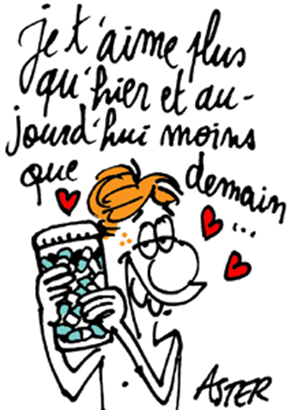 je t'aime plus
qu'hier et au-
jourd'hui moins
que demain...
ASTER